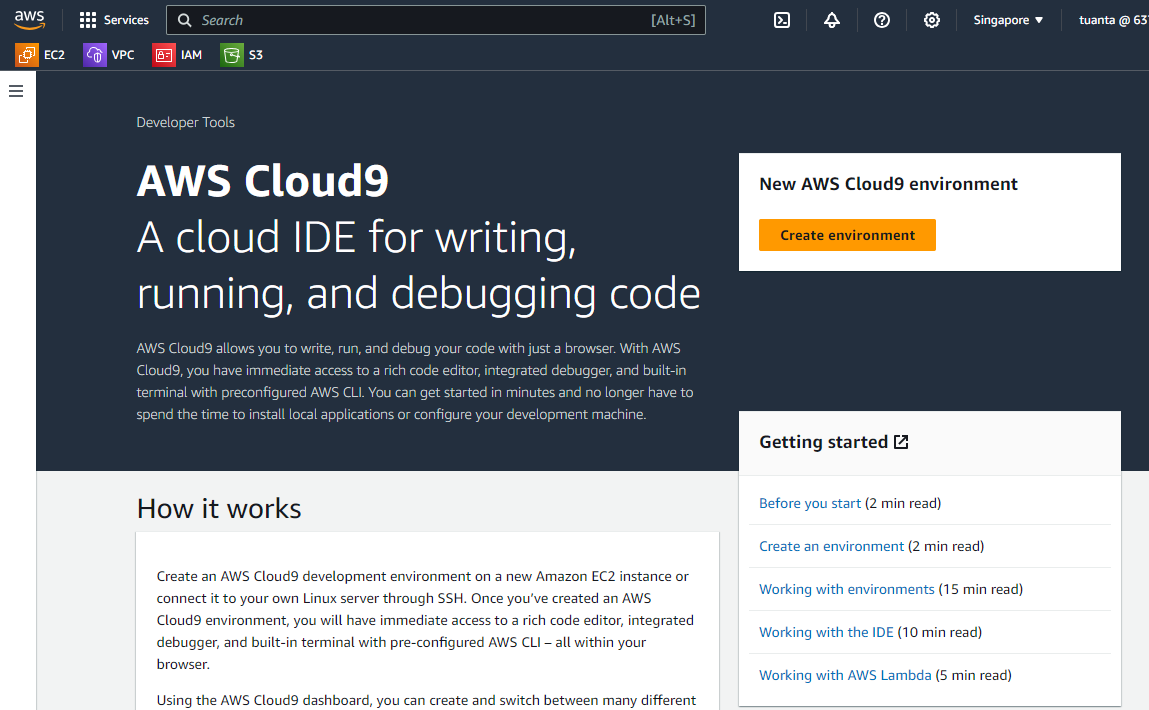 aws
Services
Search [Alt+S]
Singapore
tuanta @ 637
EC2 VPC IAM S3
Developer Tools
AWS Cloud9
A cloud IDE for writing,
running, and debugging code
AWS Cloud9 allows you to write, run, and debug your code with just a browser. With AWS
Cloud9, you have immediate access to a rich code editor, integrated debugger, and built-in
terminal with preconfigured AWS CLI. You can get started in minutes and no longer have to
spend the time to install local applications or configure your development machine.
New AWS Cloud9 environment
Create environment
Getting started
Before you start (2 min read)
Create an environment (2 min read)
Working with environments (15 min read)
Working with the IDE (10 min read)
Working with AWS Lambda (5 min read)
How it works
Create an AWS Cloud9 development environment on a new Amazon EC2 instance or
connect it to your own Linux server through SSH. Once you’ve created an AWS
Cloud9 environment, you will have immediate access to a rich code editor, integrated
debugger, and built-in terminal with pre-configured AWS CLI – all within your
browser.
Using the AWS Cloud9 dashboard, you can create and switch between many different